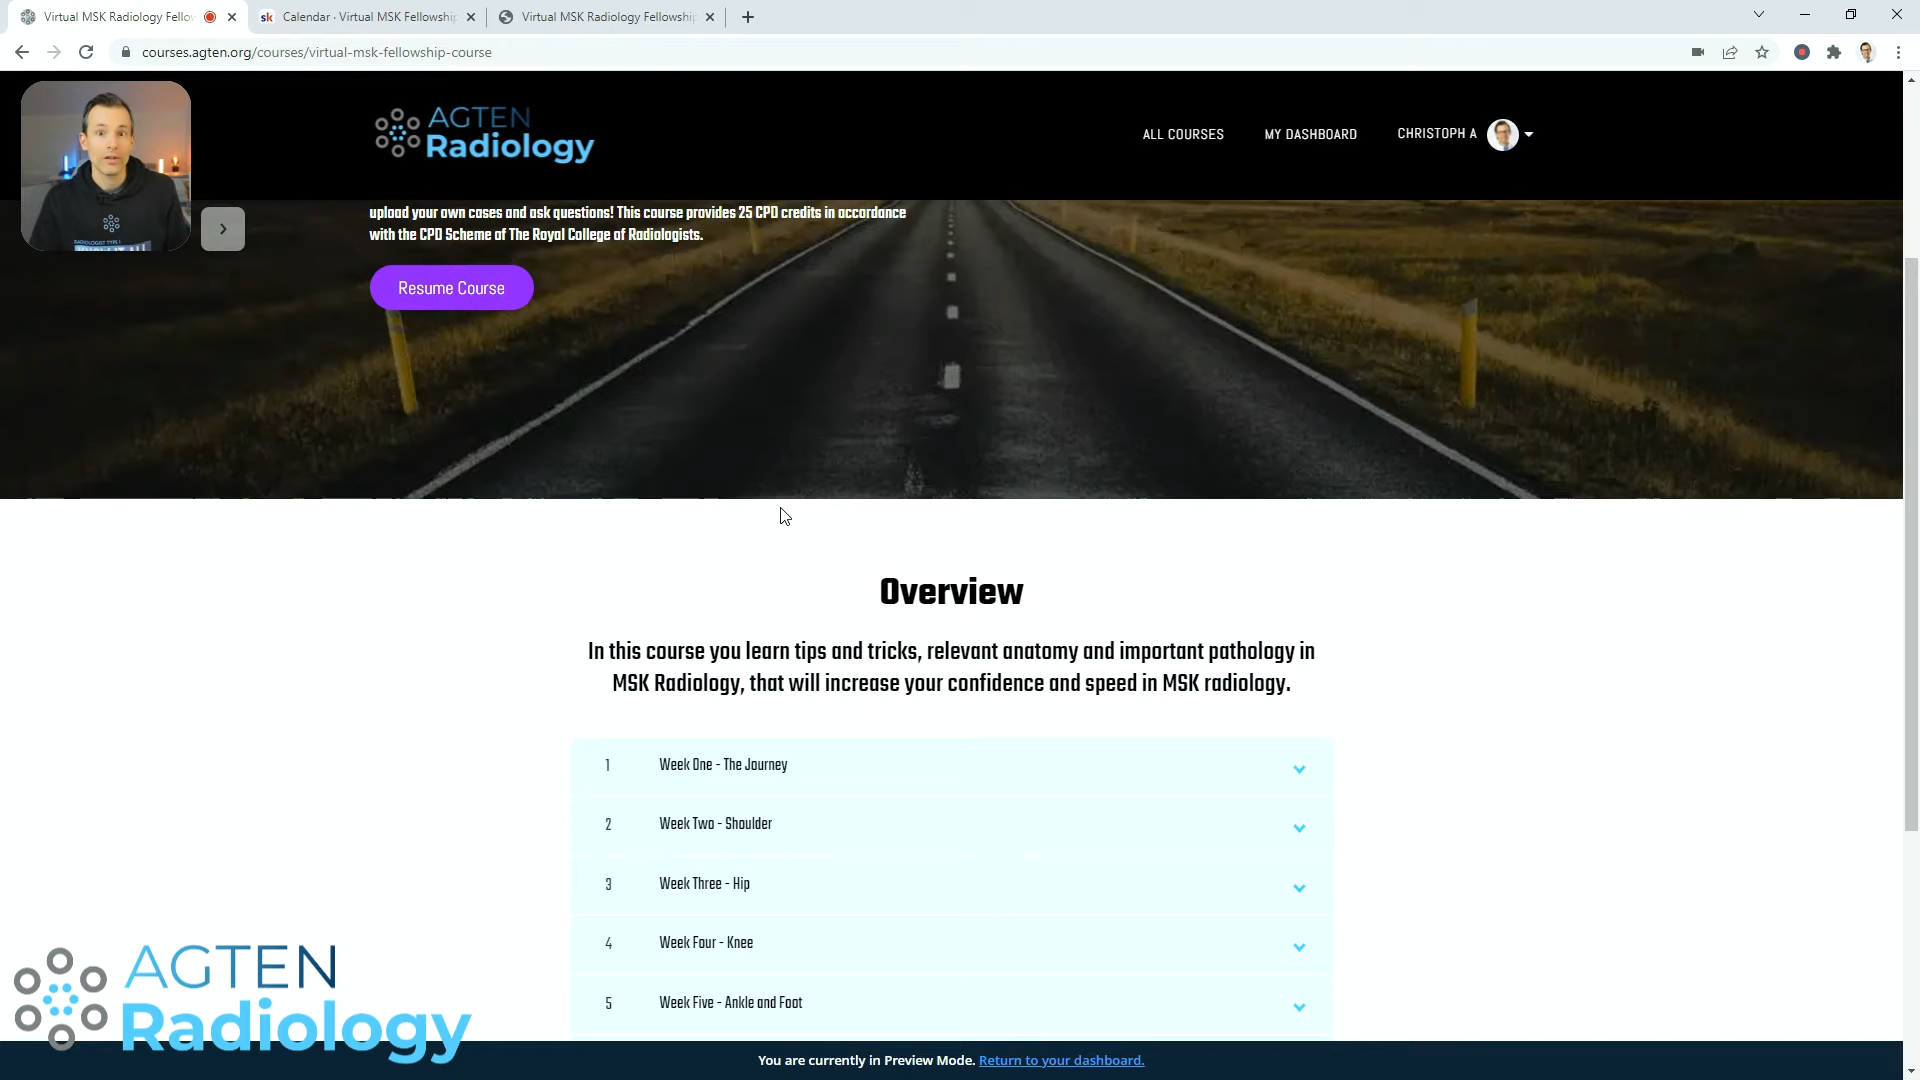 Virtual MSK Radiology Fello
Calendar · Virtual MSK Fellowship
Virtual MSK Radiology Fellowship
courses.agten.org/courses/virtual-msk-fellowship-course
AGTEN
Radiology
ALL COURSES
MY DASHBOARD
CHRISTOPH A
upload your own cases and ask questions! This course provides 25 CPD credits in accordance
with the CPD Scheme of The Royal College of Radiologists.
Resume Course
Overview
In this course you learn tips and tricks, relevant anatomy and important pathology in
MSK Radiology, that will increase your confidence and speed in MSK radiology.
1 Week One - The Journey
2 Week Two - Shoulder
3 Week Three - Hip
4 Week Four - Knee
5 Week Five - Ankle and Foot
AGTEN
Radiology
You are currently in Preview Mode. Return to your dashboard.